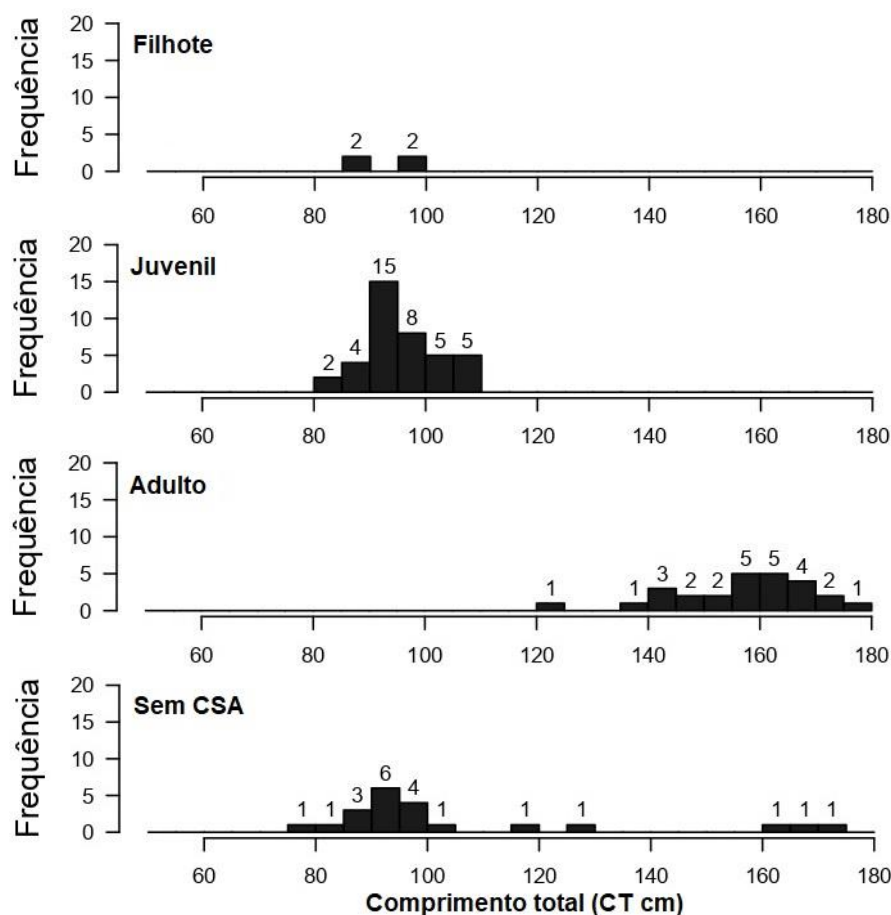 20
15
10
5
0
Frequência
Filhote
2 2
60 80 100 120 140 160 180
20
15
10
5
0
Frequência
Juvenil
2 4 15 8 5 5
60 80 100 120 140 160 180
20
15
10
5
0
Frequência
Adulto
1 1 3 2 2 5 5 4 2 1
60 80 100 120 140 160 180
20
15
10
5
0
Frequência
Sem CSA
1 1 3 6 4 1 1 1 1 1 1
60 80 100 120 140 160 180
Comprimento total (CT cm)